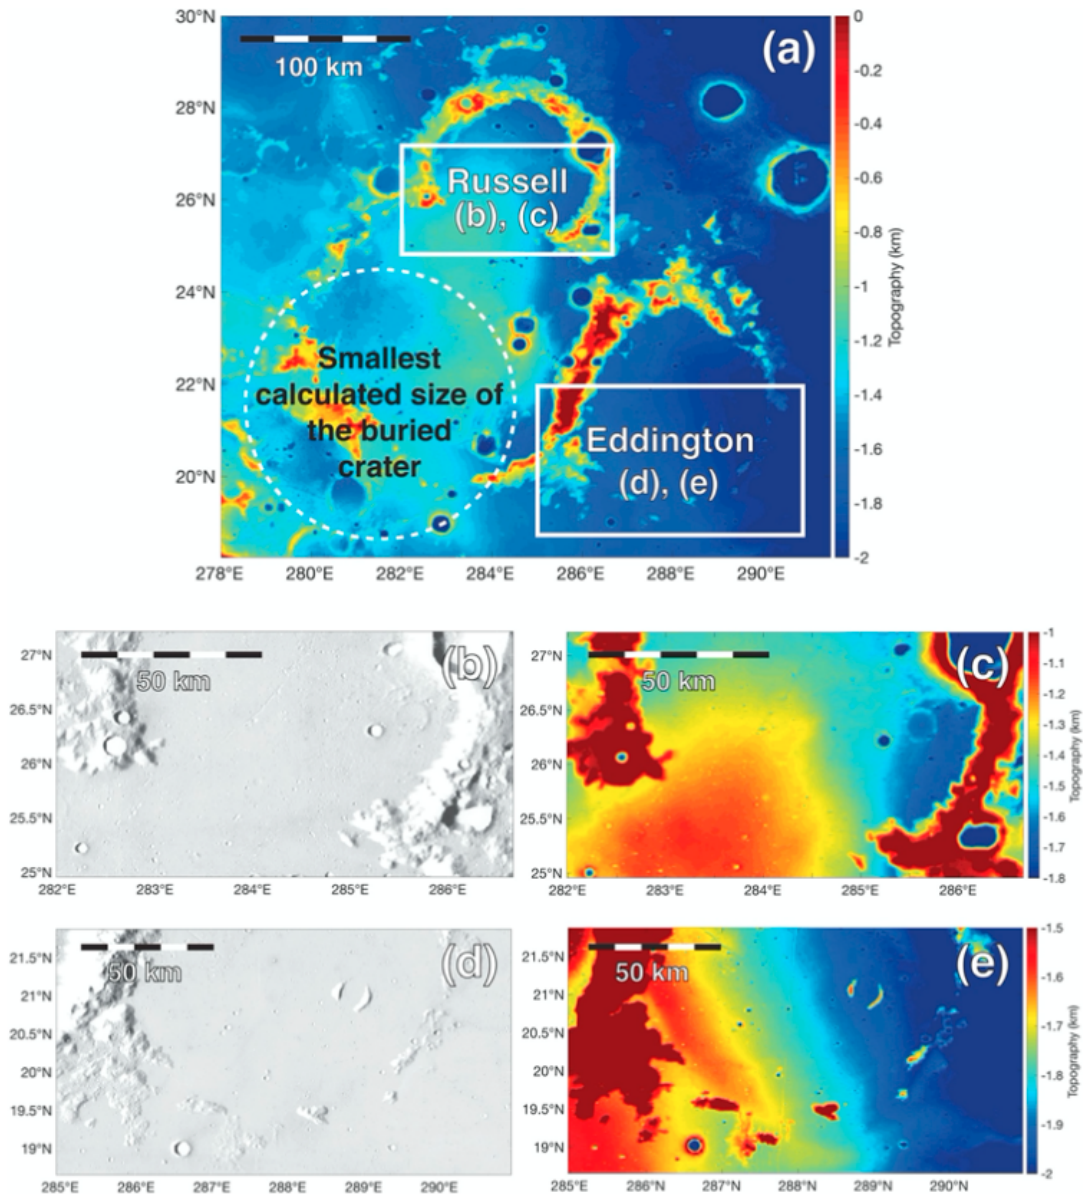 30°N
28°N
26°N
24°N
22°N
20°N
278°E 280°E 282°E 284°E 286°E 288°E 290°E
100 km
(a)
Russell
(b), (c)
Smallest
calculated size of
the buried
crater
Eddington
(d), (e)
0
-0.2
-0.4
-0.6
-0.8
-1
-1.2
-1.4
-1.6
-1.8
-2
Topography (km)
27°N
26.5°N
26°N
25.5°N
25°N
282°E 283°E 284°E 285°E 286°E
50 km
(b)
27°N
26.5°N
26°N
25.5°N
25°N
282°E 283°E 284°E 285°E 286°E
50 km
(c)
-1
-1.1
-1.2
-1.3
-1.4
-1.5
-1.6
-1.7
-1.8
Topography (km)
21.5°N
21°N
20.5°N
20°N
19.5°N
19°N
285°E 286°E 287°E 288°E 289°E 290°E
50 km
(d)
21.5°N
21°N
20.5°N
20°N
19.5°N
19°N
285°E 286°N 287°N 288°N 289°N 290°N
50 km
(e)
-1.5
-1.6
-1.7
-1.8
-1.9
-2
Topography (km)